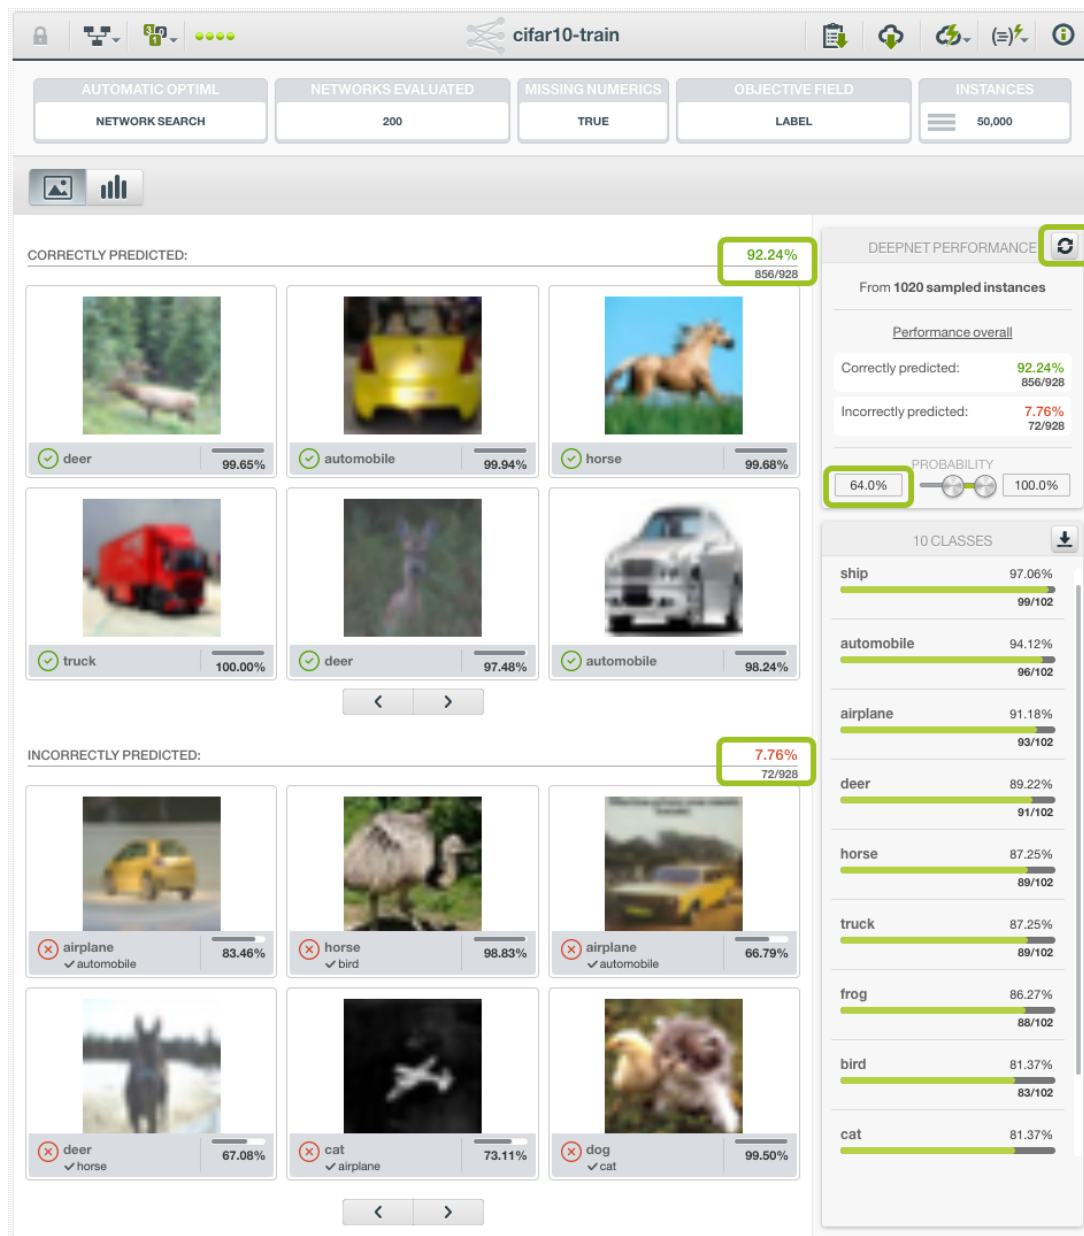 cifar10-train
AUTOMATIC OPTIML
NETWORK SEARCH
NETWORKS EVALUATED
200
MISSING NUMERICS
TRUE
OBJECTIVE FIELD
LABEL
INSTANCES
50,000
CORRECTLY PREDICTED:
92.24%
856/928
deer
99.65%
automobile
99.94%
horse
99.68%
truck
100.00%
deer
97.48%
automobile
98.24%
INCORRECTLY PREDICTED:
7.76%
72/928
airplane
automobile
83.46%
horse
bird
98.83%
airplane
automobile
66.79%
deer
horse
67.08%
cat
airplane
73.11%
dog
cat
99.50%
DEEPNET PERFORMANCE
From 1020 sampled instances
Performance overall
Correctly predicted:
92.24%
856/928
Incorrectly predicted:
7.76%
72/928
PROBABILITY
64.0%
100.0%
10 CLASSES
ship 97.06%
99/102
automobile 94.12%
96/102
airplane 91.18%
93/102
deer 89.22%
91/102
horse 87.25%
89/102
truck 87.25%
89/102
frog 86.27%
88/102
bird 81.37%
83/102
cat 81.37%